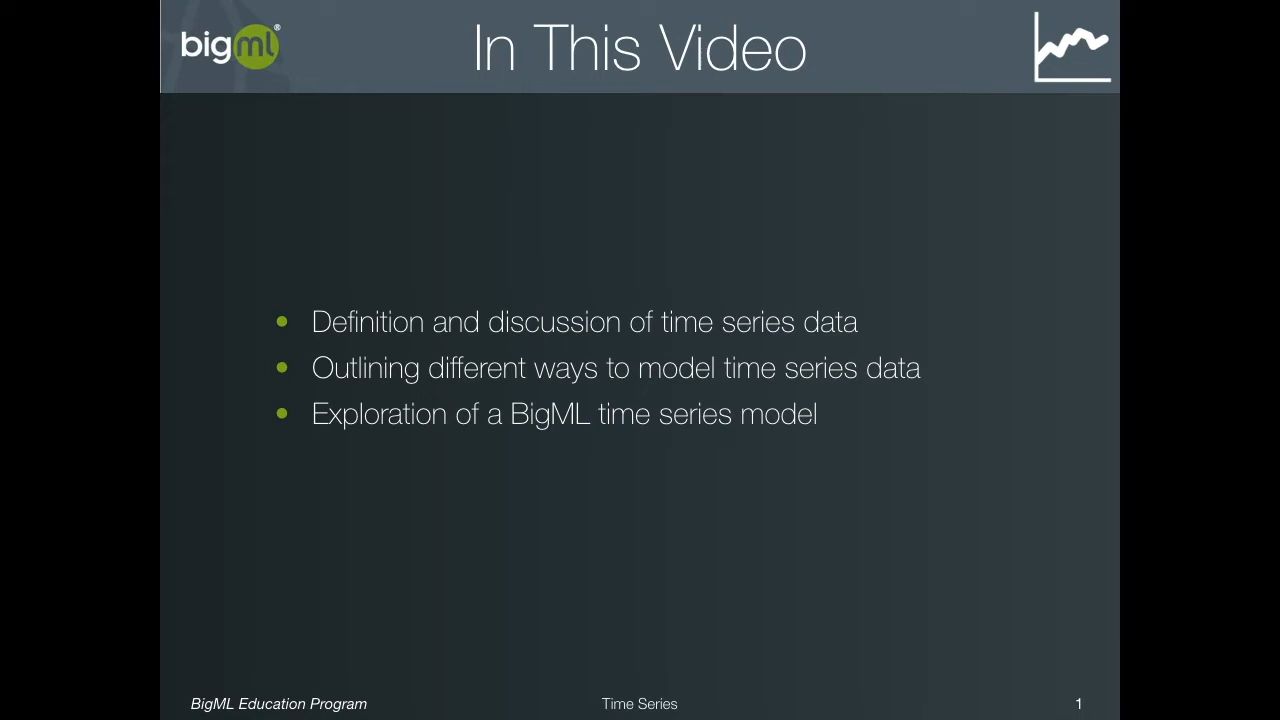 bigml®
In This Video
• Definition and discussion of time series data
• Outlining different ways to model time series data
• Exploration of a BigML time series model
BigML Education Program
Time Series
1